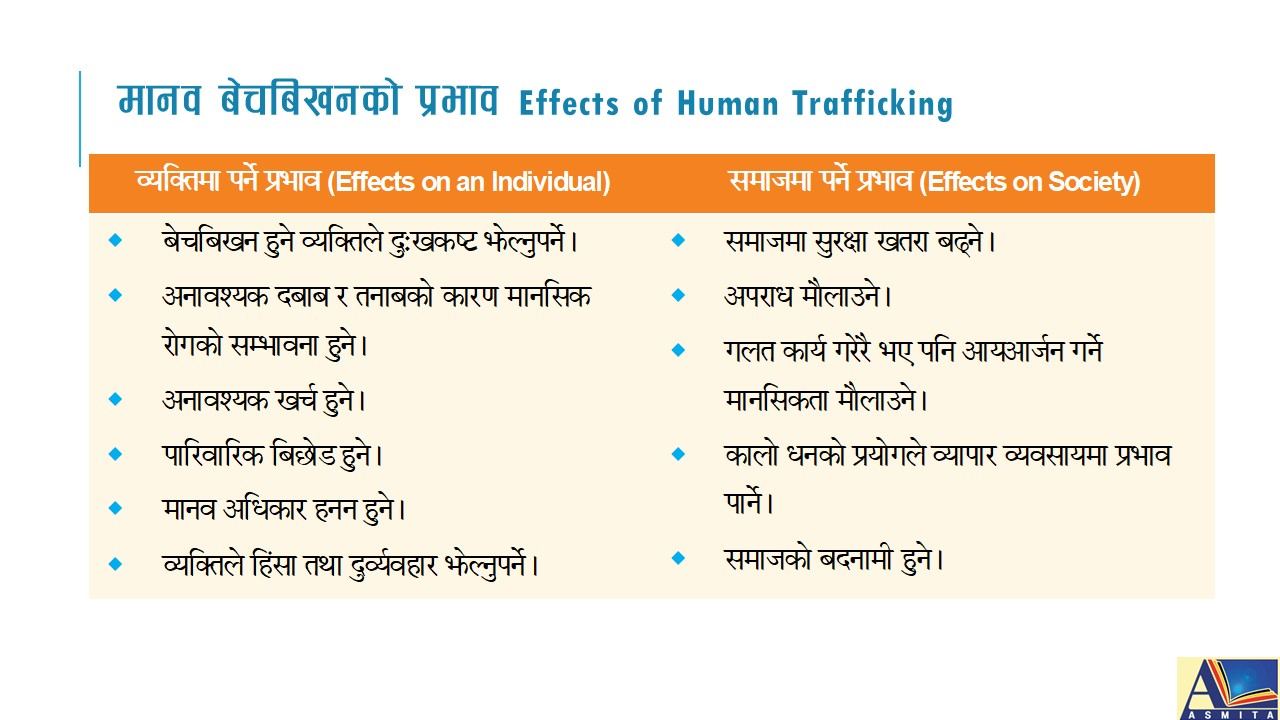 मानव बेचबिखनको प्रभाव Effects of Human Trafficking
व्यक्तिमा पर्ने प्रभाव (Effects on an Individual)
बेचबिखन हुने व्यक्तिले दुःखकष्ट झेल्नुपर्ने।
अनावश्यक दबाब र तनाबको कारण मानसिक
रोगको सम्भावना हुने।
अनावश्यक खर्च हुने।
पारिवारिक बिछोड हुने।
मानव अधिकार हनन हुने।
व्यक्तिले हिंसा तथा दुर्व्यवहार झेल्नुपर्ने।
समाजमा पर्ने प्रभाव (Effects on Society)
समाजमा सुरक्षा खतरा बढ्ने।
अपराध मौलाउने।
गलत कार्य गरेरै भए पनि आयआर्जन गर्ने
मानसिकता मौलाउने।
कालो धनको प्रयोगले व्यापार व्यवसायमा प्रभाव
पार्ने।
समाजको बदनामी हुने।
ASMITA